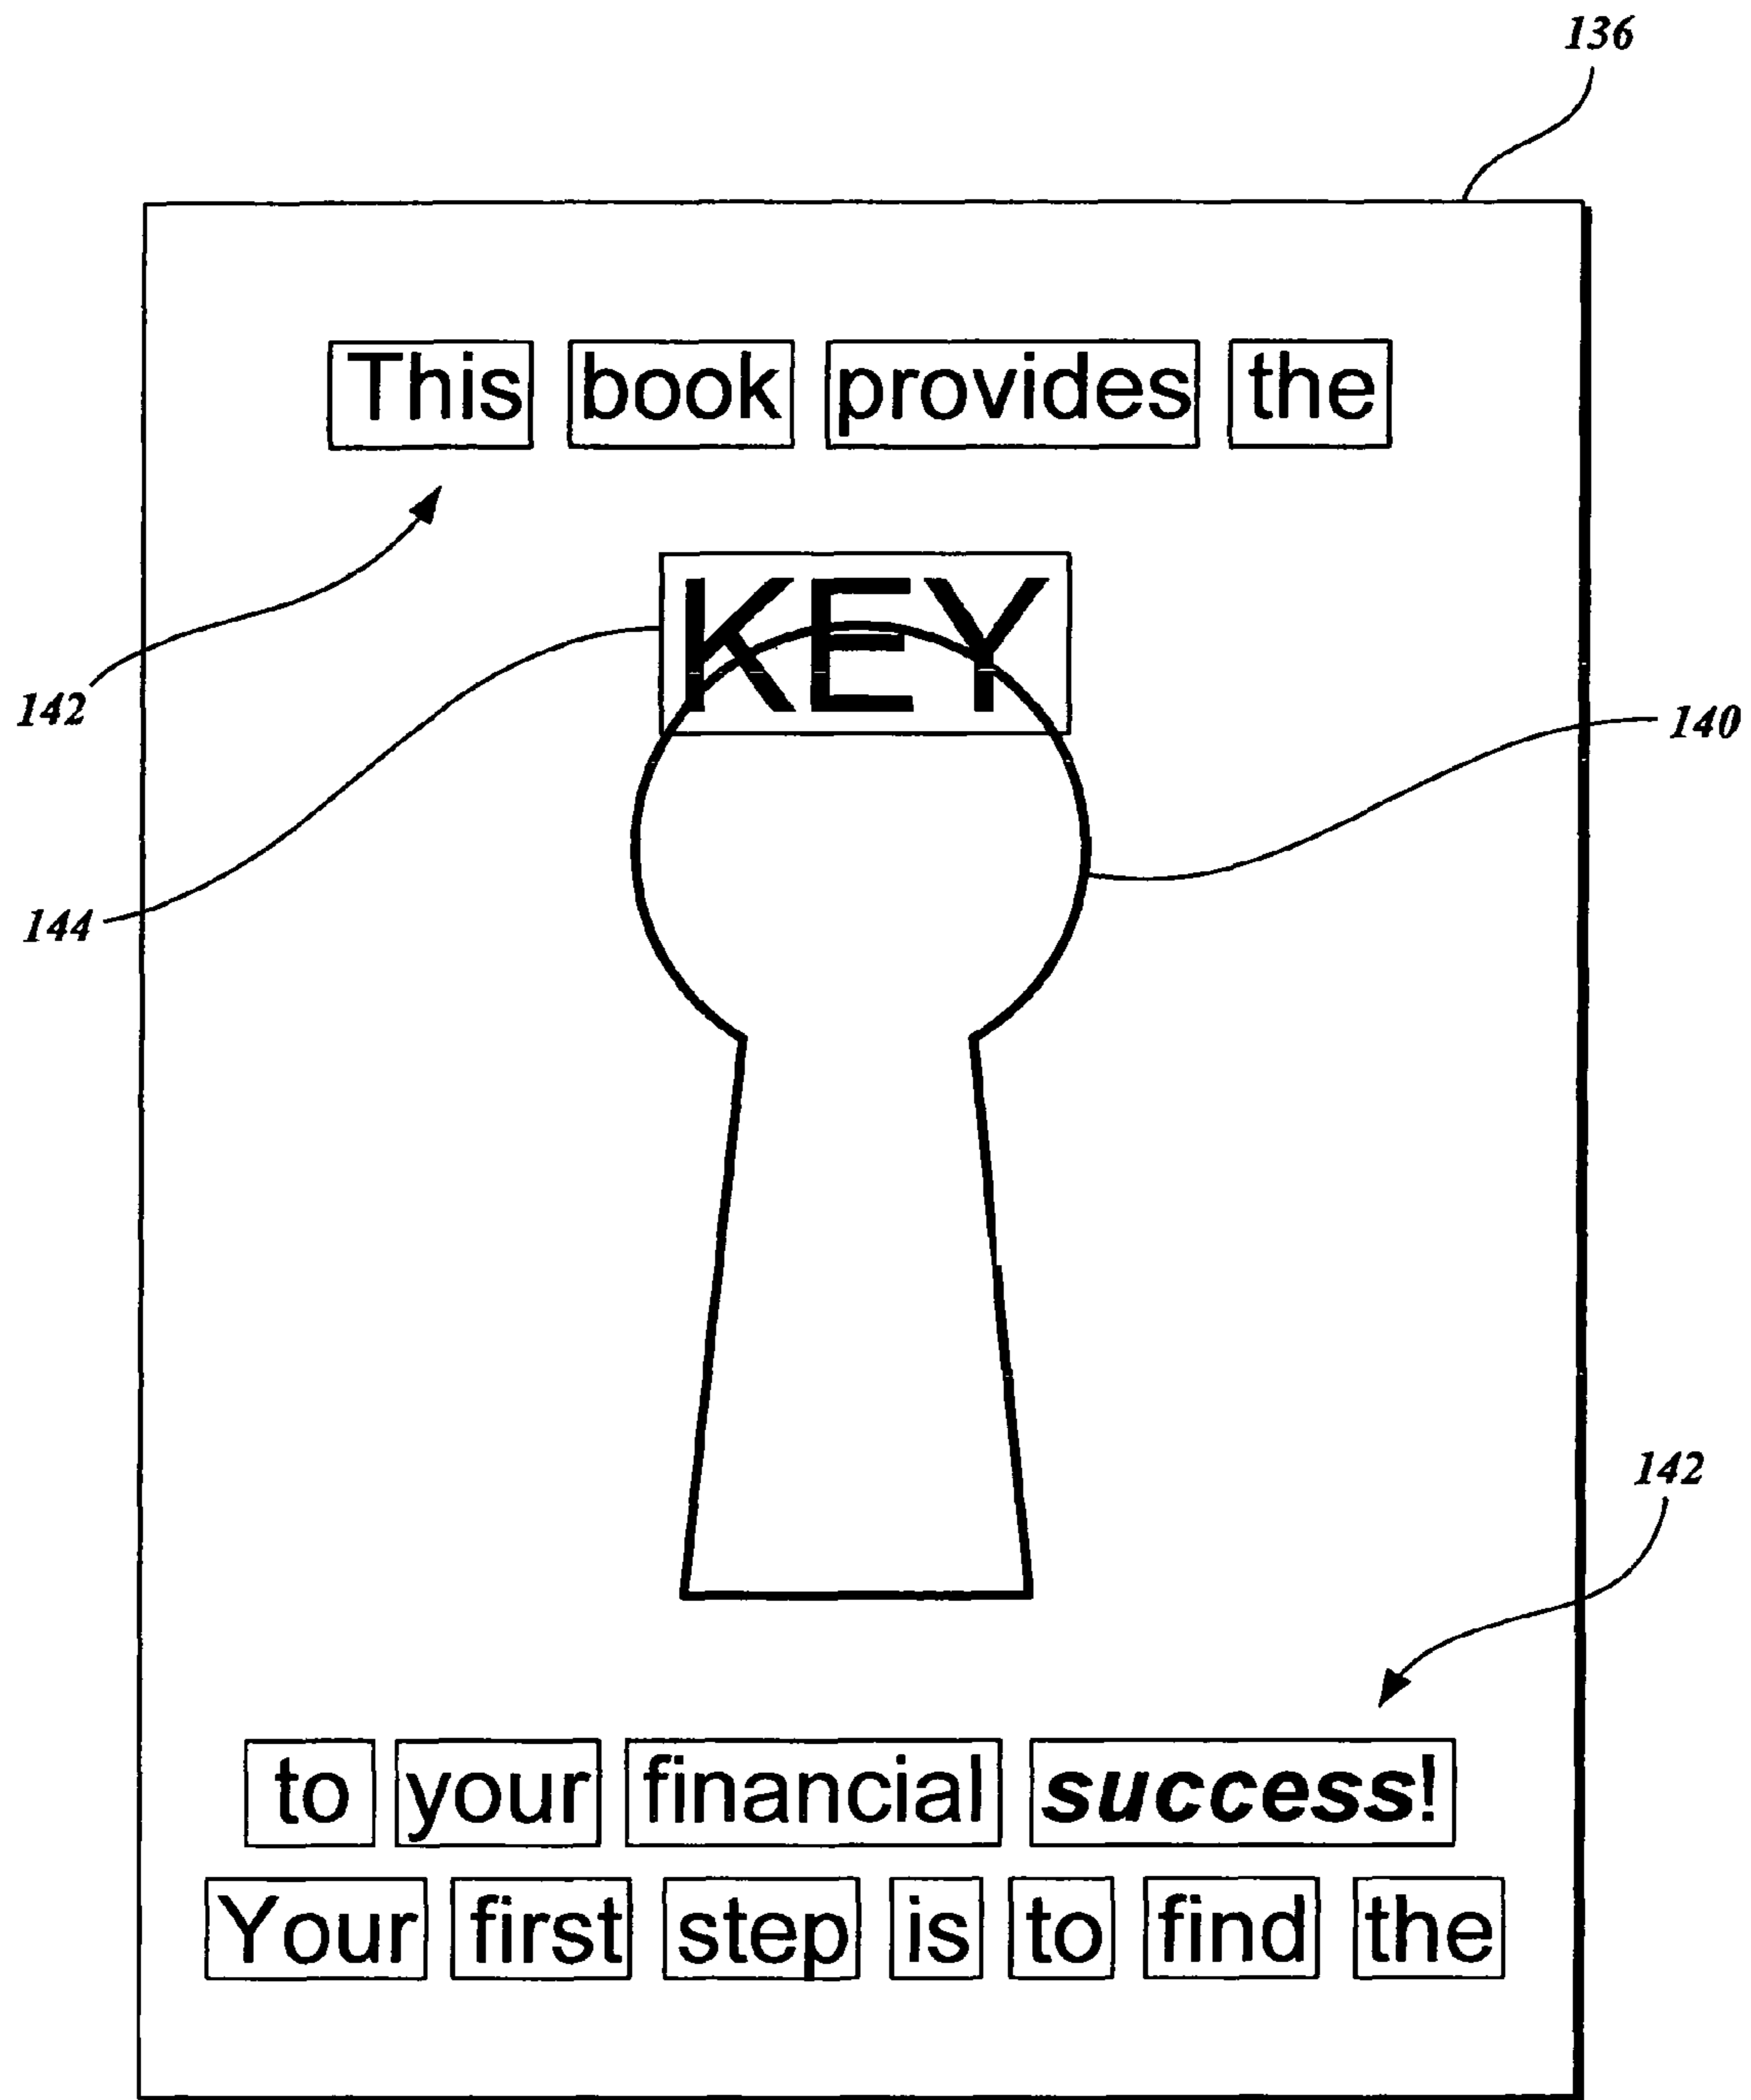 136
This book provides the
142
KEY
140
144
142
to your financial success!
Your first step is to find the